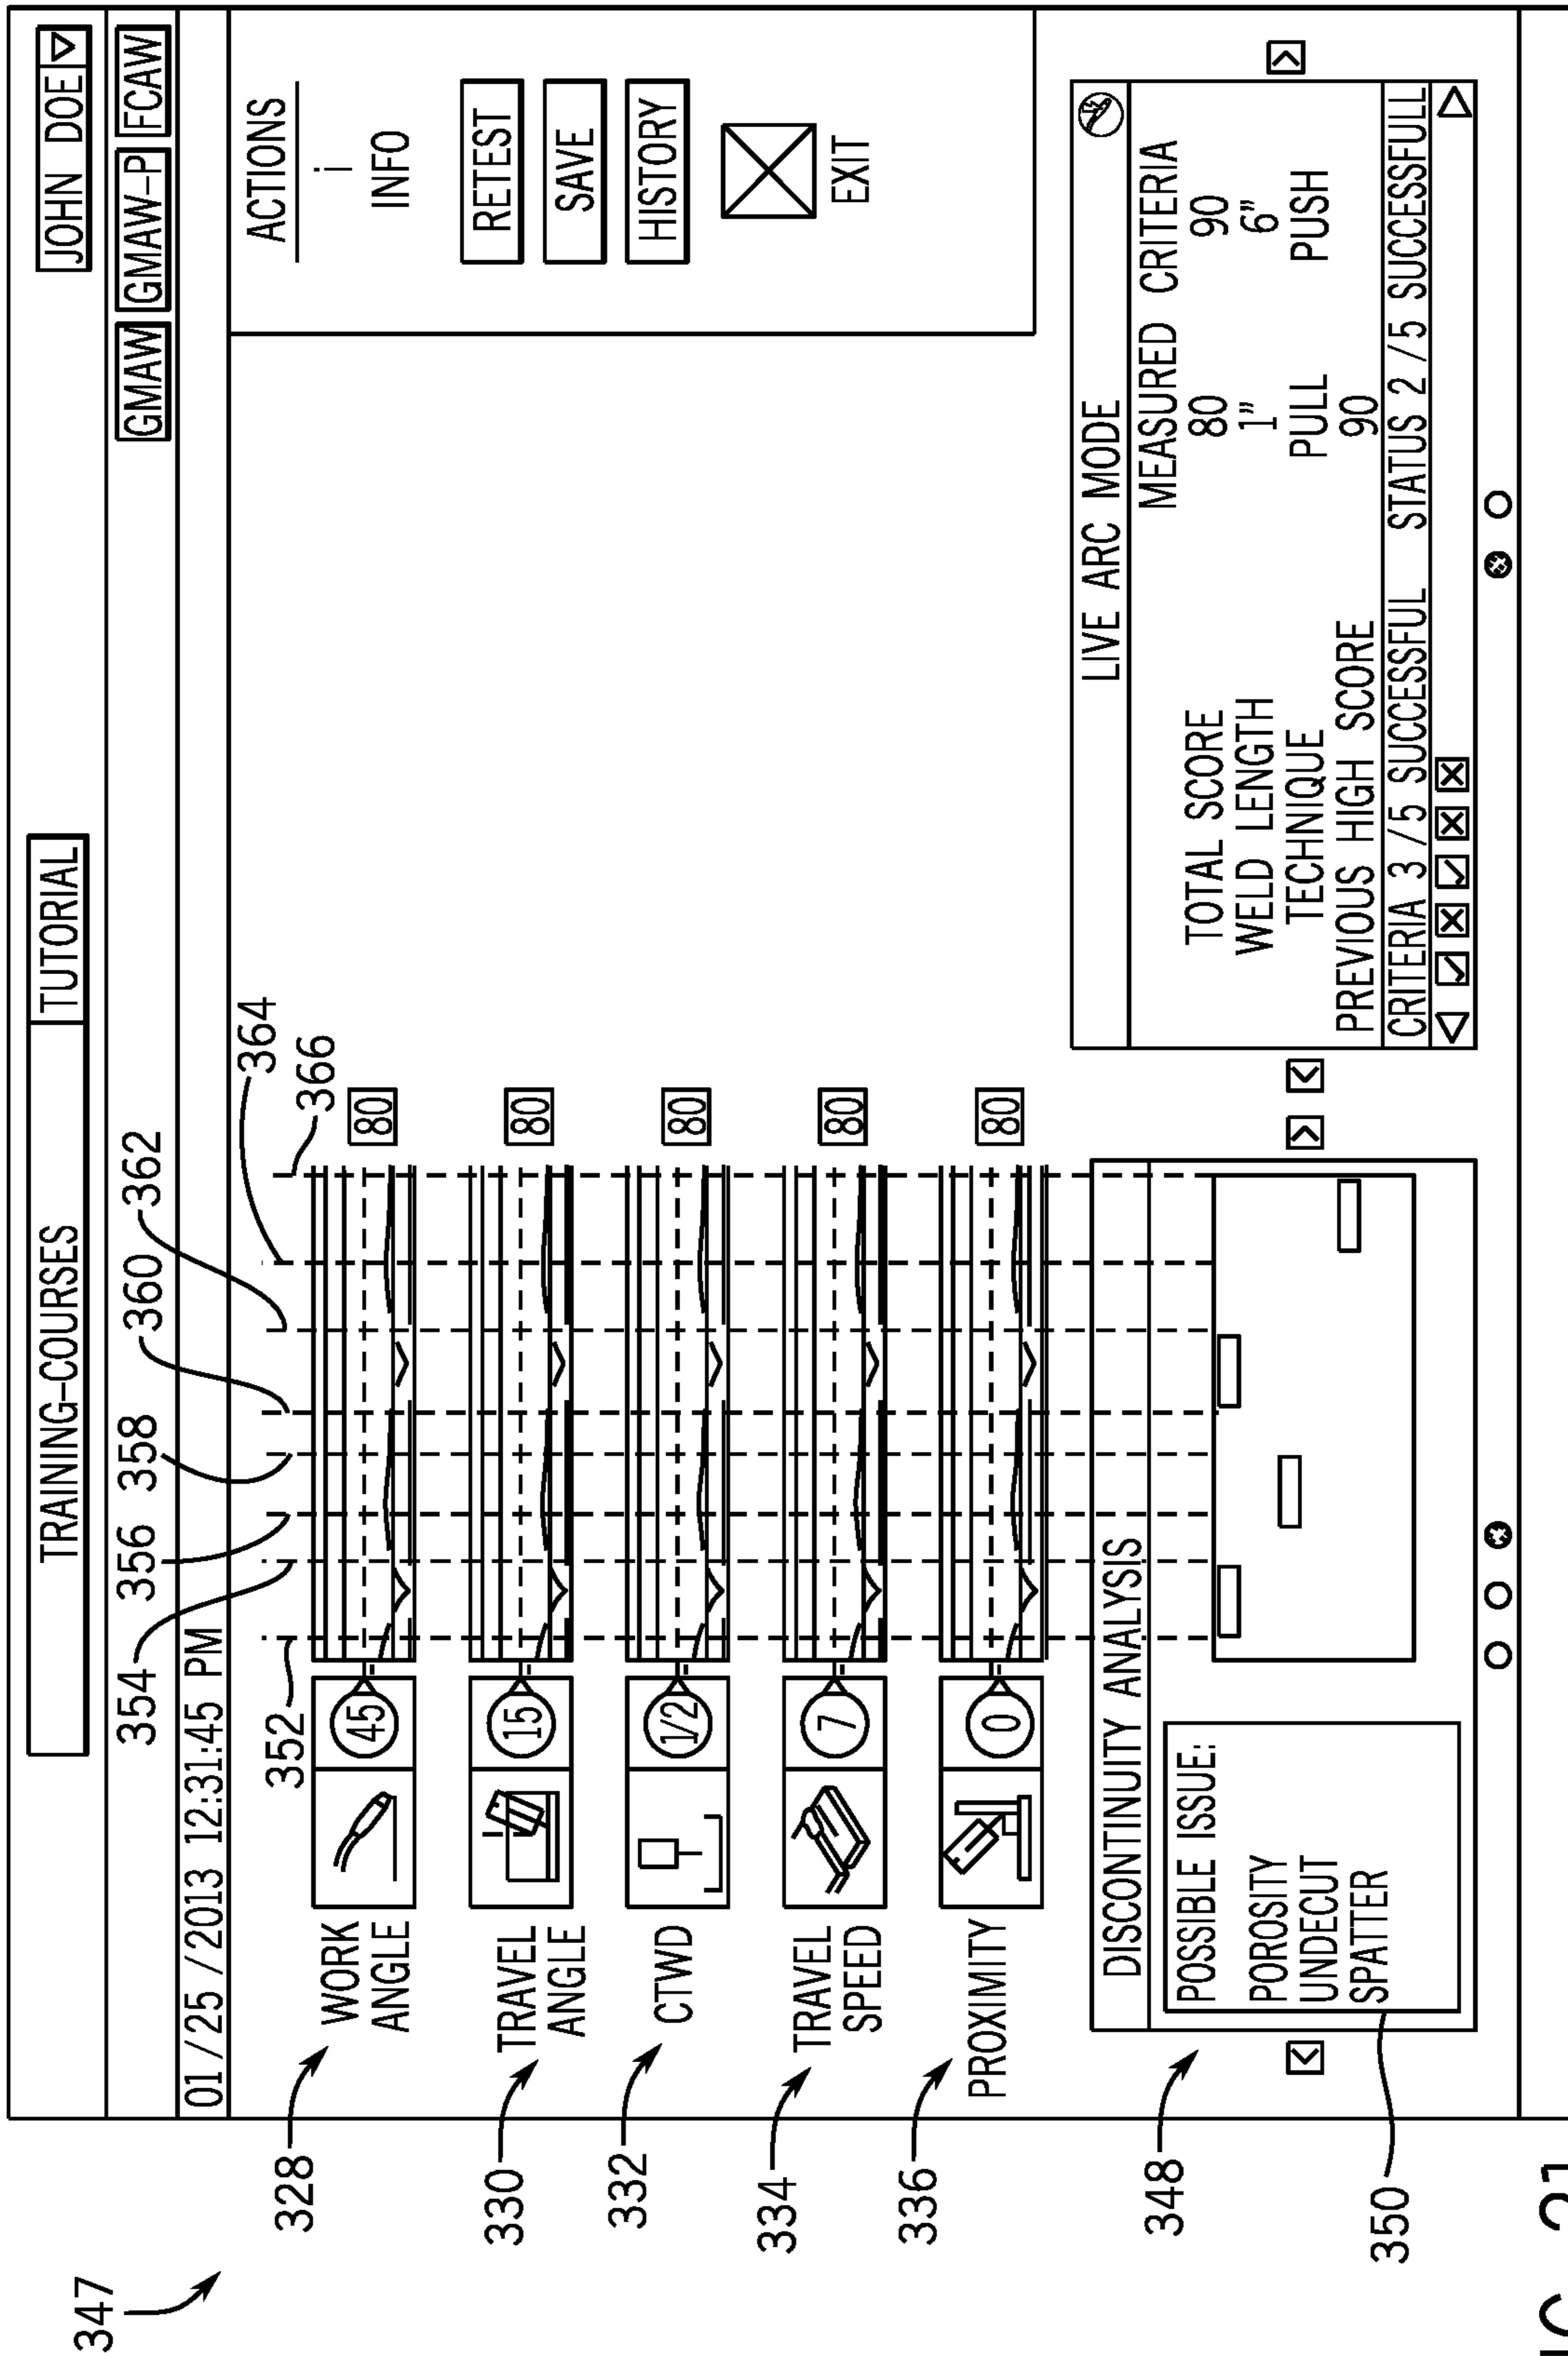 347
TRAINING-COURSES
TUTORIAL
JOHN DOE
354 356 358 360 362
GMAW GMAW-P FCAW
01/25/2013 12:31:45 PM
352
364
366
328
WORK
ANGLE
45
80
330
TRAVEL
ANGLE
15
80
332
CTWD
1/2
80
334
TRAVEL
SPEED
7
80
336
PROXIMITY
0
80
ACTIONS
i
INFO
RETEST
SAVE
HISTORY
EXIT
348
DISCONTINUITY ANALYSIS
POSSIBLE ISSUE:
POROSITY
UNDECUT
SPATTER
350
LIVE ARC MODE
MEASURED CRITERIA
TOTAL SCORE 80 90
WELD LENGTH 1" 6"
TECHNIQUE PULL PUSH
PREVIOUS HIGH SCORE 90
CRITERIA 3 /5 SUCCESSFUL STATUS 2 /5 SUCCESSFULL